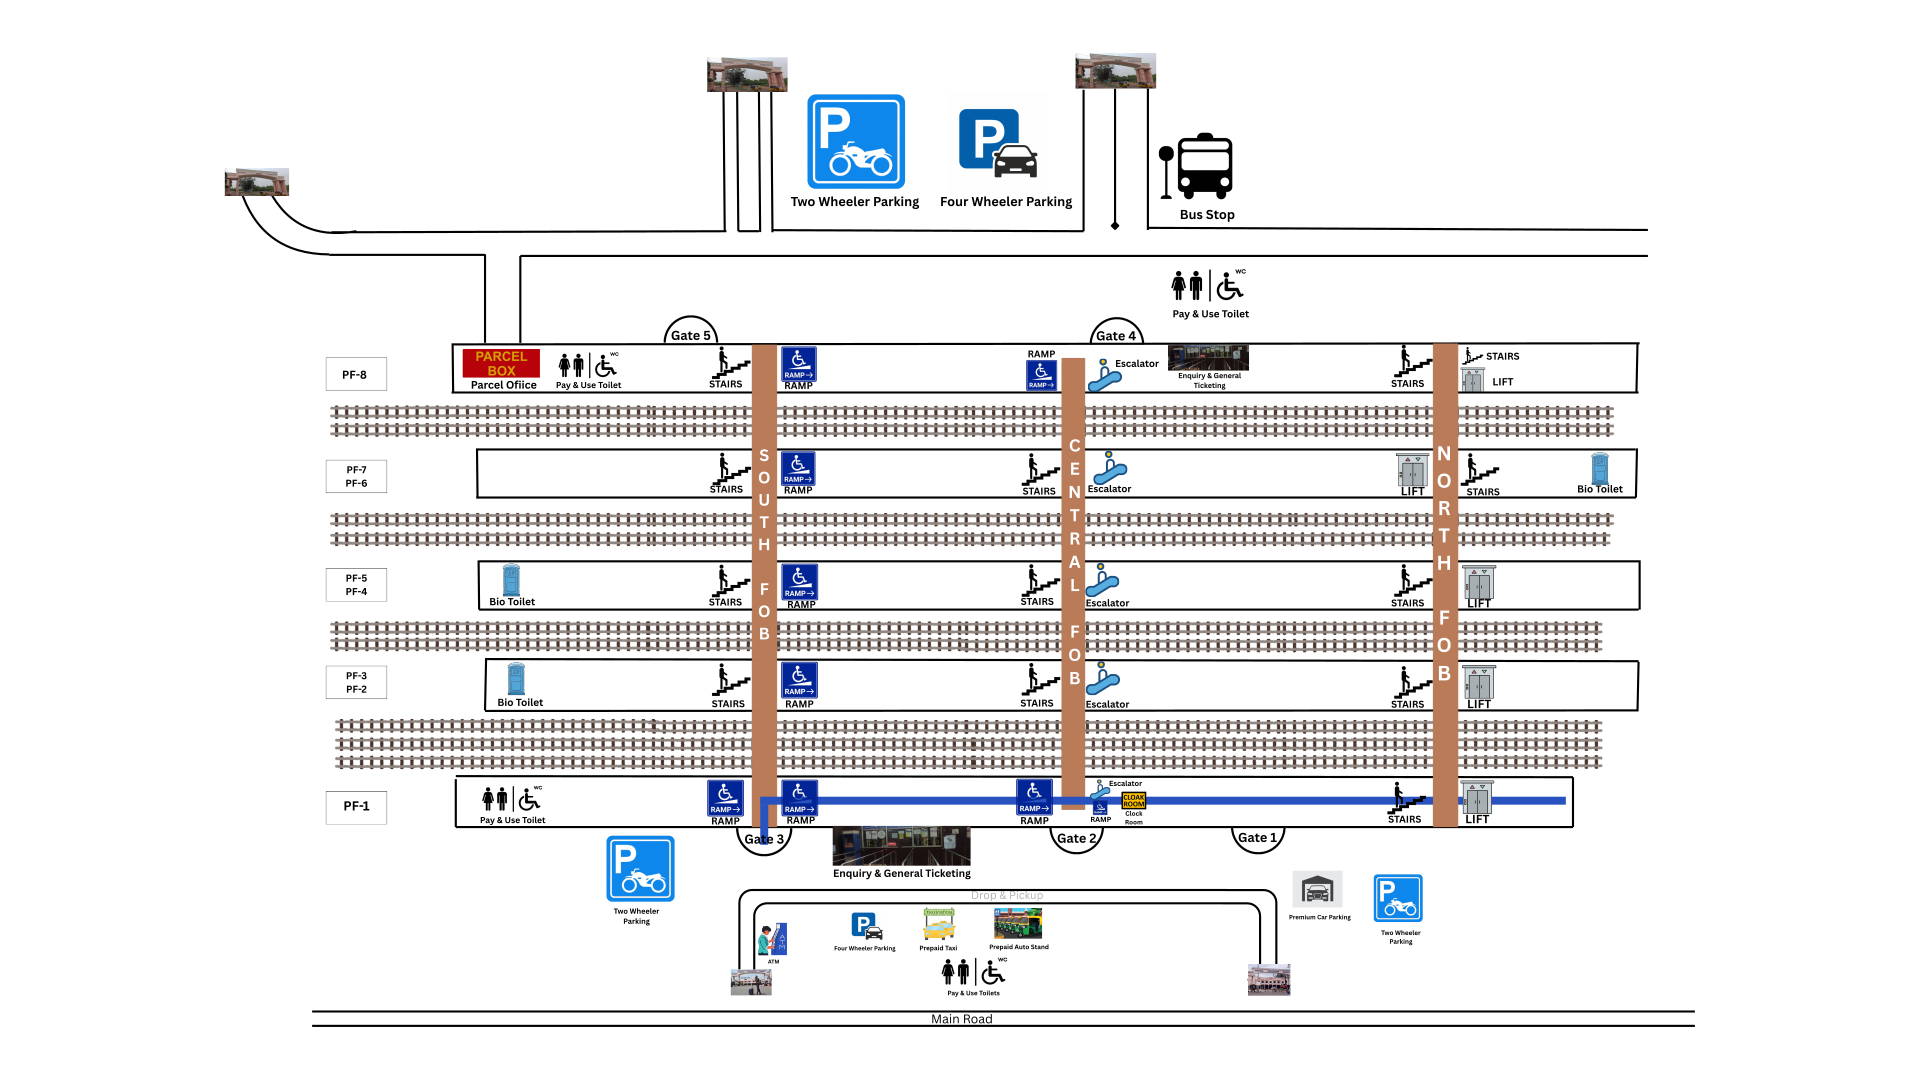 Two Wheeler Parking
Four Wheeler Parking
Bus Stop
WC
Pay & Use Toilet
Gate 5
Gate 4
PF-8
PARCEL
BOX
Parcel Ofiice
WC
Pay & Use Toilet
STAIRS
RAMP→
RAMP
RAMP
RAMP→
Escalator
Enquiry & General
Ticketing
STAIRS
STAIRS
LIFT
PF-7
PF-6
STAIRS
RAMP→
RAMP
STAIRS
Escalator
LIFT
STAIRS
Bio Toilet
SOUTH FOB
CENTRAL FOB
NORTH FOB
PF-5
PF-4
Bio Toilet
STAIRS
RAMP→
RAMP
STAIRS
Escalator
STAIRS
LIFT
PF-3
PF-2
Bio Toilet
STAIRS
RAMP→
RAMP
STAIRS
Escalator
STAIRS
LIFT
PF-1
WC
Pay & Use Toilet
RAMP→
RAMP
RAMP→
RAMP
RAMP→
RAMP
Escalator
RAMP
CLOAK
ROOM
Clock
Room
STAIRS
LIFT
Gate 3
Gate 2
Gate 1
Enquiry & General Ticketing
Two Wheeler
Parking
Drop & Pickup
ATM
ATM
Four Wheeler Parking
Prepaid Taxi
Prepaid Auto Stand
WC
Pay & Use Toilets
Premium Car Parking
Two Wheeler
Parking
Main Road